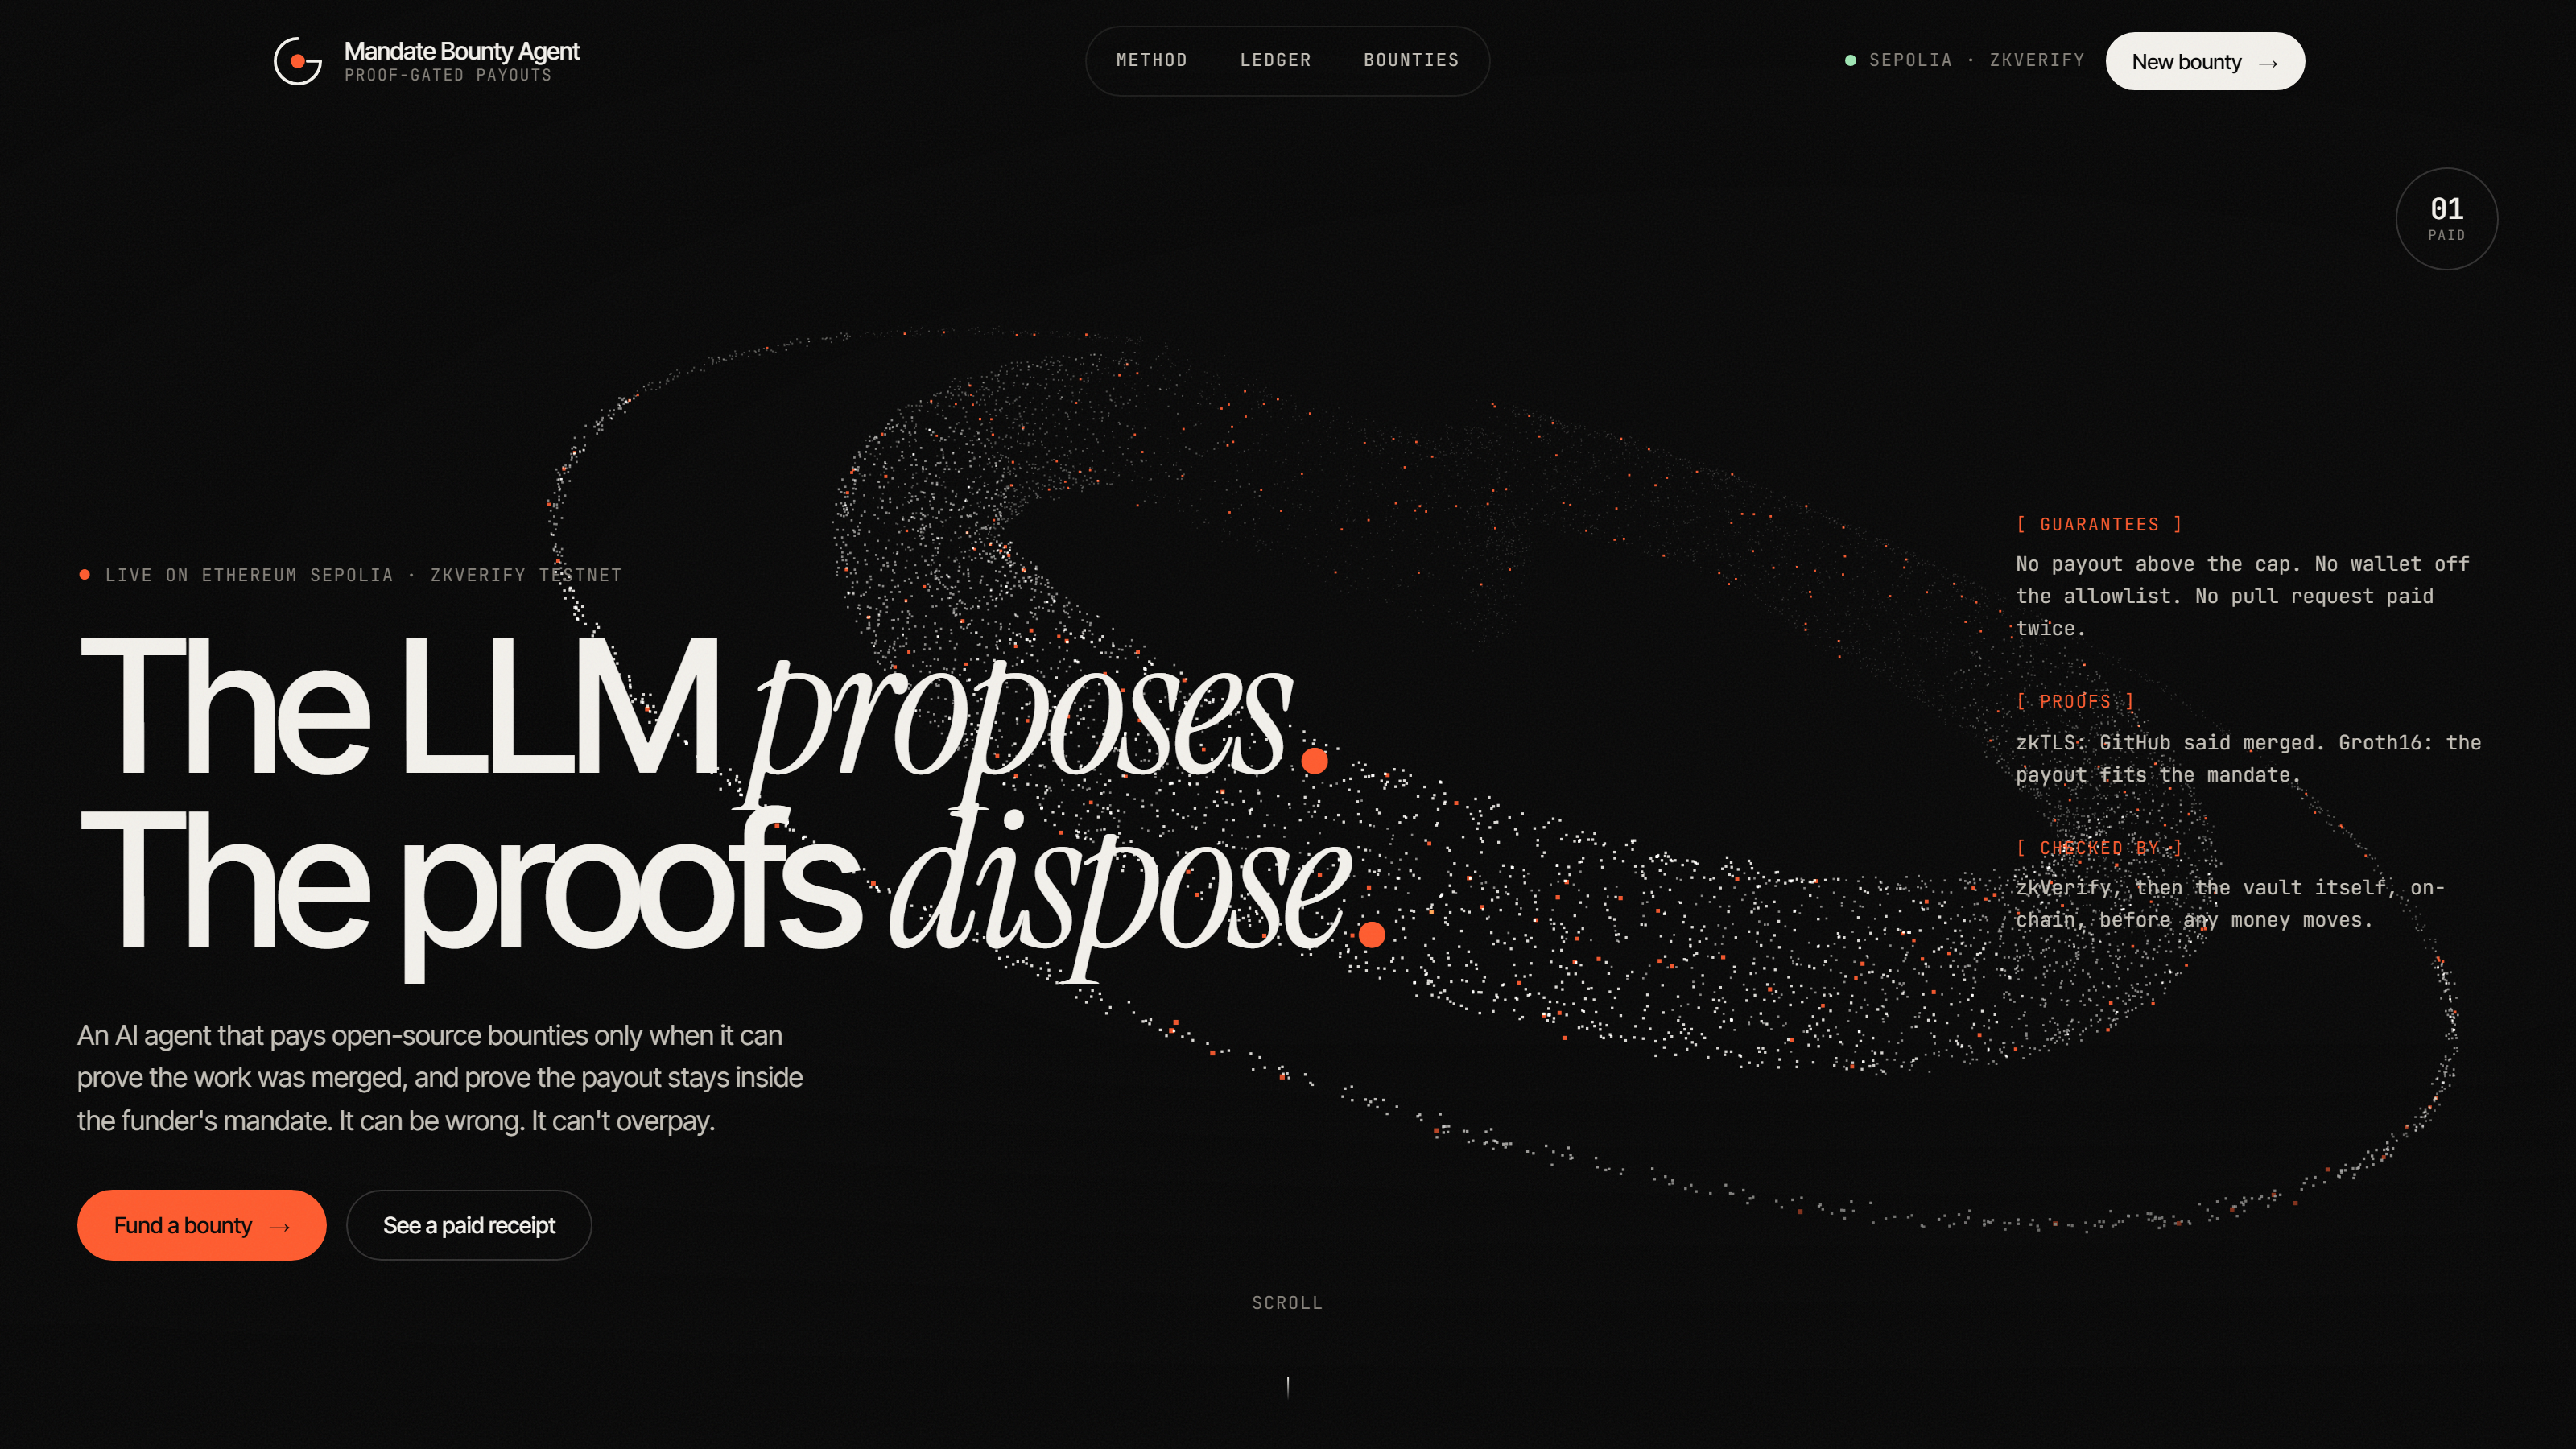 Mandate Bounty Agent
PROOF-GATED PAYOUTS
METHOD LEDGER BOUNTIES
SEPOLIA · ZKVERIFY
New bounty →
01
PAID
LIVE ON ETHEREUM SEPOLIA · ZKVERIFY TESTNET
The LLM proposes.
The proofs dispose.
An AI agent that pays open-source bounties only when it can
prove the work was merged, and prove the payout stays inside
the funder's mandate. It can be wrong. It can't overpay.
Fund a bounty →
See a paid receipt
[ GUARANTEES ]
No payout above the cap. No wallet off
the allowlist. No pull request paid
twice.
[ PROOFS ]
zkTLS: GitHub said merged. Groth16: the
payout fits the mandate.
[ CHECKED BY ]
zkVerify, then the vault itself, on-
chain, before any money moves.
SCROLL